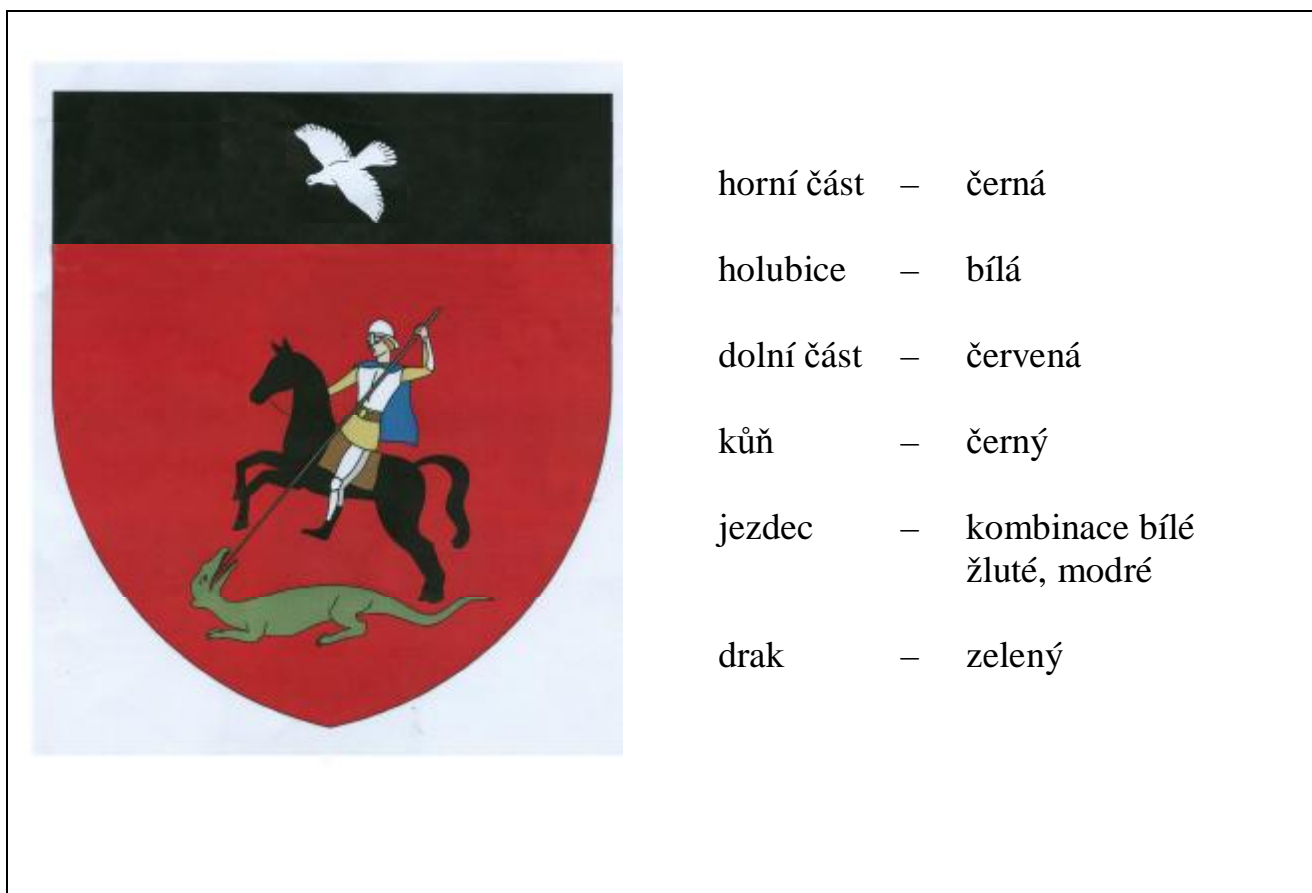 horní část – černá
holubice – bílá
dolní část – červená
kůň – černý
jezdec – kombinace bílé
žluté, modré
drak – zelený